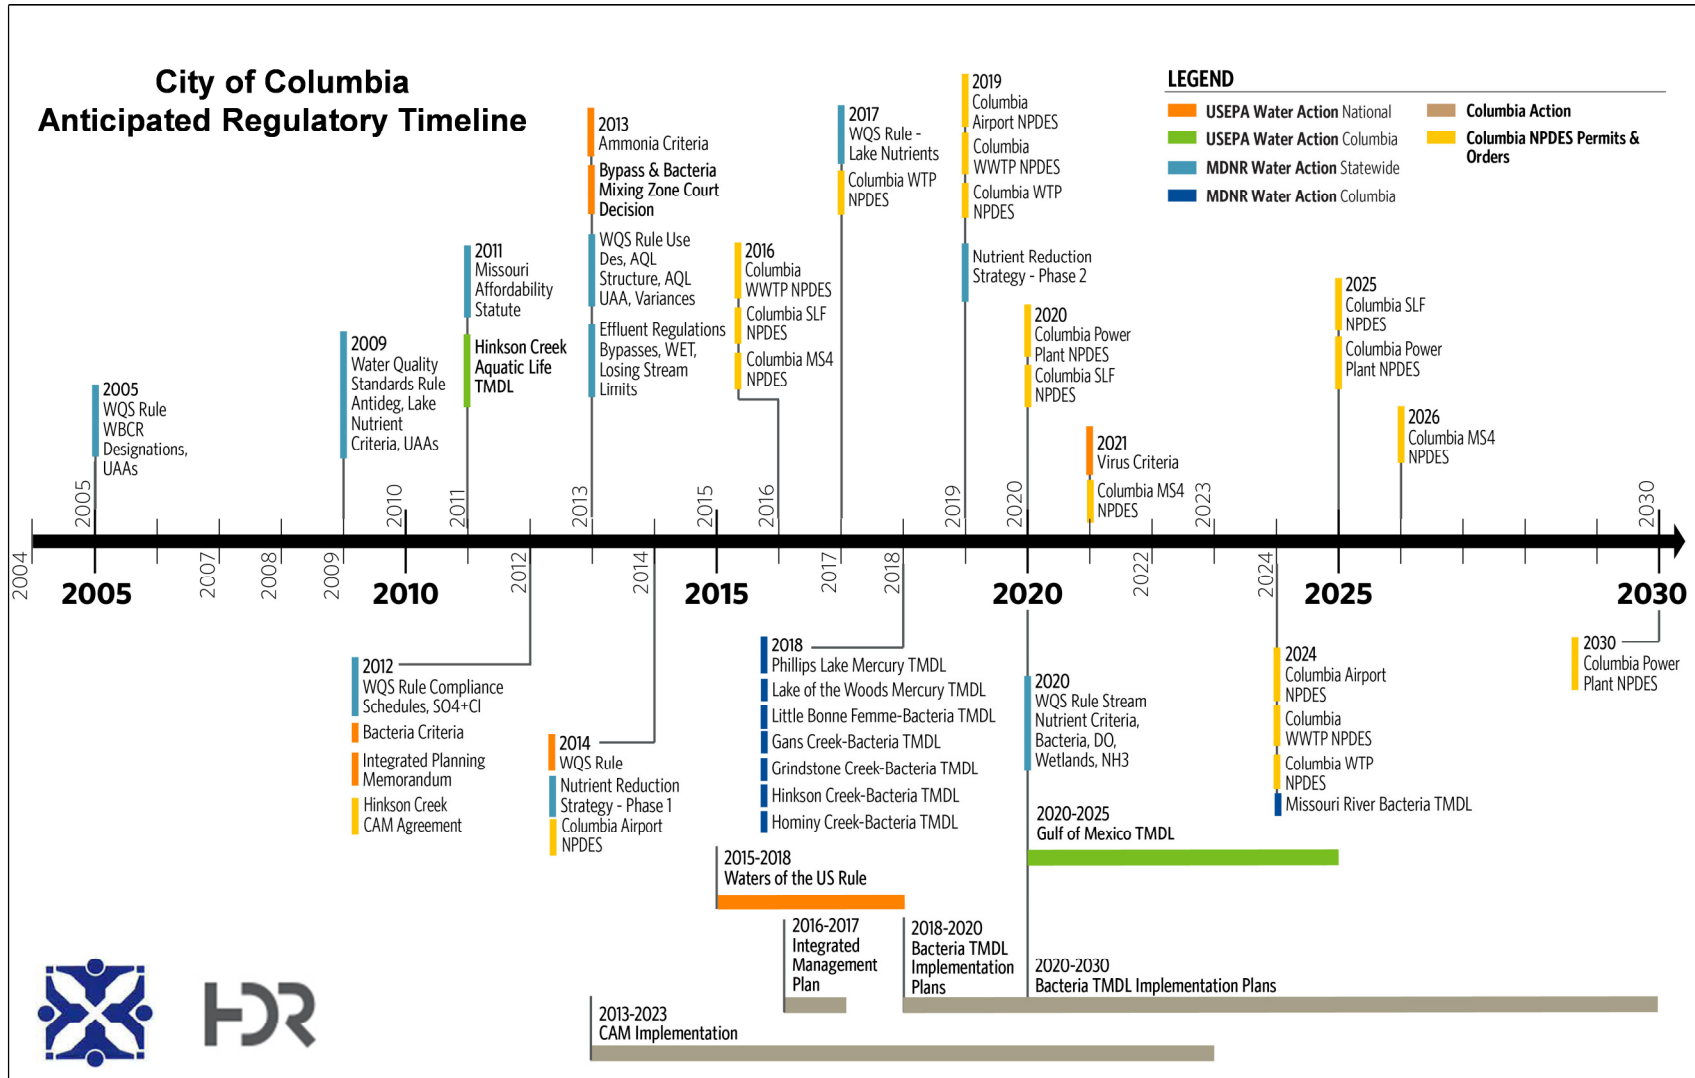 City of Columbia
Anticipated Regulatory Timeline
LEGEND
USEPA Water Action National
USEPA Water Action Columbia
MDNR Water Action Statewide
MDNR Water Action Columbia
Columbia Action
Columbia NPDES Permits &
Orders
2005
WQS Rule
WBCR
Designations,
UAAs
2009
Water Quality
Standards Rule
Antideg, Lake
Nutrient
Criteria, UAAs
2011
Missouri
Affordability
Statute
Hinkson Creek
Aquatic Life
TMDL
2013
Ammonia Criteria
Bypass & Bacteria
Mixing Zone Court
Decision
WQS Rule Use
Des, AQL
Structure, AQL
UAA, Variances
Effluent Regulations
Bypasses, WET,
Losing Stream
Limits
2016
Columbia
WWTP NPDES
Columbia SLF
NPDES
Columbia MS4
NPDES
2017
WQS Rule -
Lake Nutrients
Columbia WTP
NPDES
2019
Columbia
Airport NPDES
Columbia
WWTP NPDES
Columbia WTP
NPDES
Nutrient Reduction
Strategy - Phase 2
2020
Columbia Power
Plant NPDES
Columbia SLF
NPDES
2021
Virus Criteria
Columbia MS4
NPDES
2025
Columbia SLF
NPDES
Columbia Power
Plant NPDES
2026
Columbia MS4
NPDES
2005
2010
2011
2013
2015
2016
2019
2020
2023
2030
2004
2007
2008
2009
2012
2014
2017
2018
2022
2024
2005
2010
2015
2020
2025
2030
2012
WQS Rule Compliance
Schedules, SO4+Cl
Bacteria Criteria
Integrated Planning
Memorandum
Hinkson Creek
CAM Agreement
2014
WQS Rule
Nutrient Reduction
Strategy - Phase 1
Columbia Airport
NPDES
2018
Phillips Lake Mercury TMDL
Lake of the Woods Mercury TMDL
Little Bonne Femme-Bacteria TMDL
Gans Creek-Bacteria TMDL
Grindstone Creek-Bacteria TMDL
Hinkson Creek-Bacteria TMDL
Hominy Creek-Bacteria TMDL
2020
WQS Rule Stream
Nutrient Criteria,
Bacteria, DO,
Wetlands, NH3
2024
Columbia Airport
NPDES
Columbia
WWTP NPDES
Columbia WTP
NPDES
Missouri River Bacteria TMDL
2030
Columbia Power
Plant NPDES
2020-2025
Gulf of Mexico TMDL
2015-2018
Waters of the US Rule
2016-2017
Integrated
Management
Plan
2018-2020
Bacteria TMDL
Implementation
Plans
2020-2030
Bacteria TMDL Implementation Plans
2013-2023
CAM Implementation
HDR